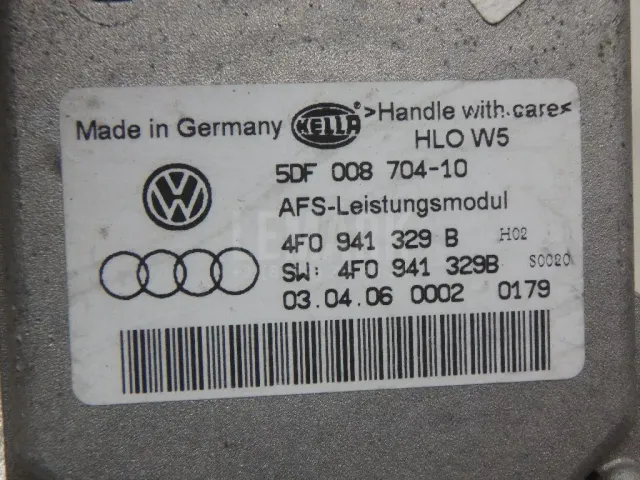 Made in Germany HELLA ® >Handle with care<
HLO W5
5DF 008 704-10
AFS-Leistungsmodul
4F0 941 329 B H02
SW: 4F0 941 329B S0020
03.04.06 0002 0179